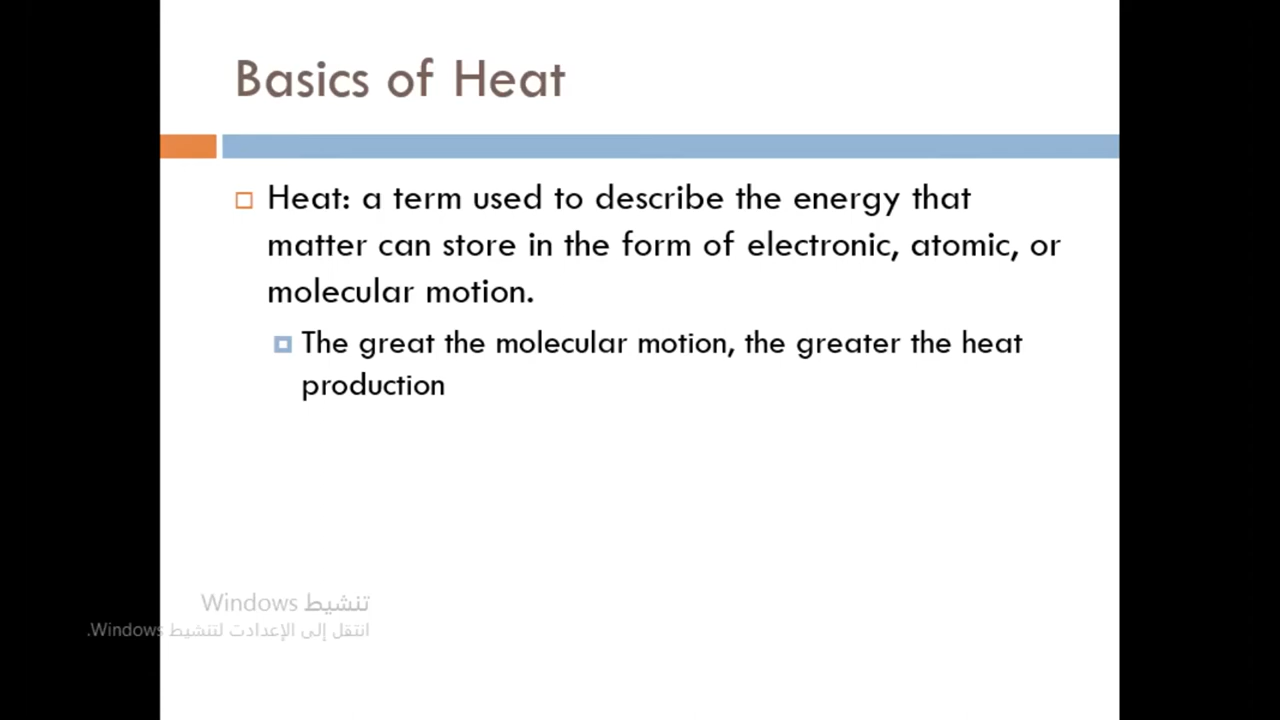 Basics of Heat
Heat: a term used to describe the energy that
matter can store in the form of electronic, atomic, or
molecular motion.
The great the molecular motion, the greater the heat
production
تنشيط Windows
انتقل إلى الإعدادت لتنشيط Windows.